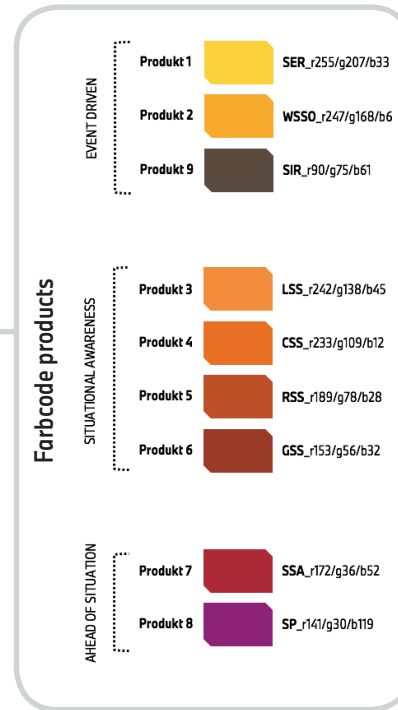 Farbcode products
EVENT DRIVEN
Produkt 1 SER_r255/g207/b33
Produkt 2 WSSO_r247/g168/b6
Produkt 9 SIR_r90/g75/b61
SITUATIONAL AWARENESS
Produkt 3 LSS_r242/g138/b45
Produkt 4 CSS_r233/g109/b12
Produkt 5 RSS_r189/g78/b28
Produkt 6 GSS_r153/g56/b32
AHEAD OF SITUATION
Produkt 7 SSA_r172/g36/b52
Produkt 8 SP_r141/g30/b119